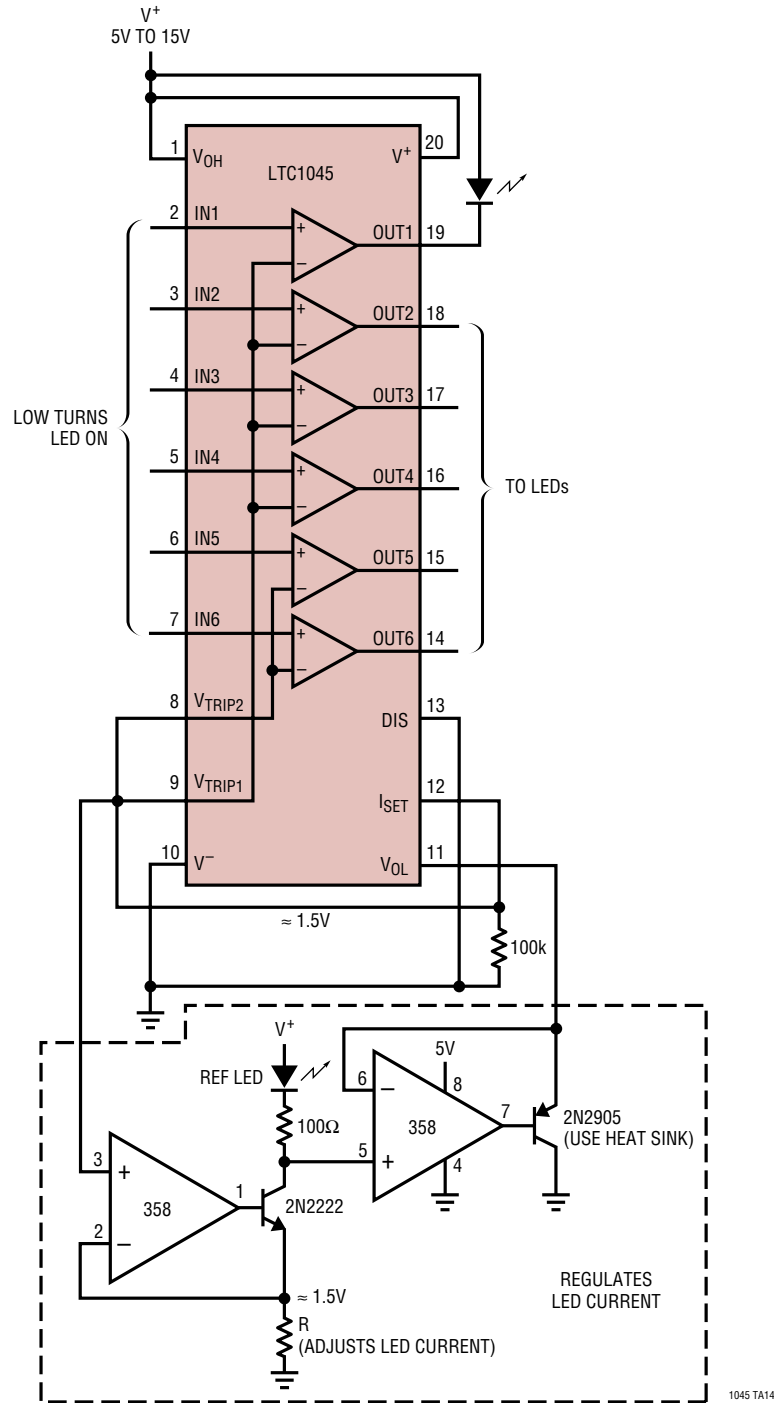 V+
5V TO 15V
1
VOH
LTC1045
V+
20
2
IN1
+
−
OUT1
19
3
IN2
+
−
OUT2
18
4
IN3
+
−
OUT3
17
LOW TURNS
LED ON
5
IN4
+
−
OUT4
16
TO LEDs
6
IN5
+
−
OUT5
15
7
IN6
+
−
OUT6
14
8
VTRIP2
DIS
13
9
VTRIP1
ISET
12
10
V−
VOL
11
≈ 1.5V
100k
V+
REF LED
100Ω
5V
6
−
8
358
7
2N2905
(USE HEAT SINK)
5
+
4
3
+
358
1
2N2222
2
−
≈ 1.5V
R
(ADJUSTS LED CURRENT)
REGULATES
LED CURRENT
1045 TA14